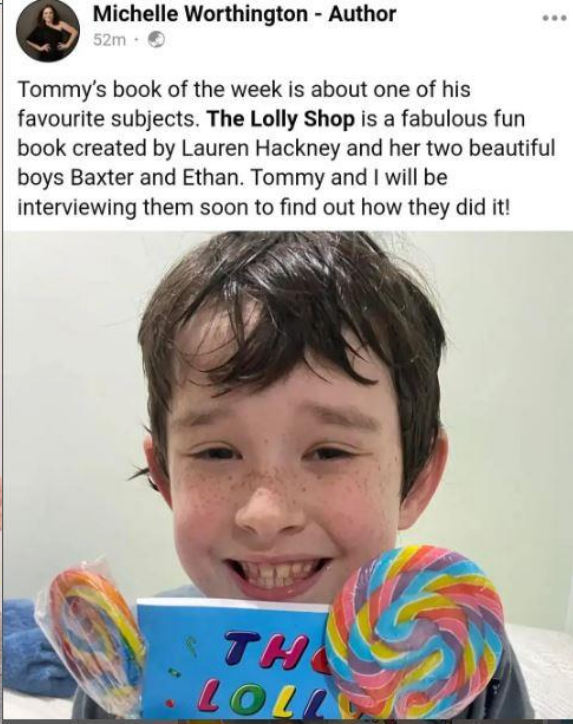 Michelle Worthington - Author
52m ·
Tommy's book of the week is about one of his
favourite subjects. The Lolly Shop is a fabulous fun
book created by Lauren Hackney and her two beautiful
boys Baxter and Ethan. Tommy and I will be
interviewing them soon to find out how they did it!
TH
LOLL